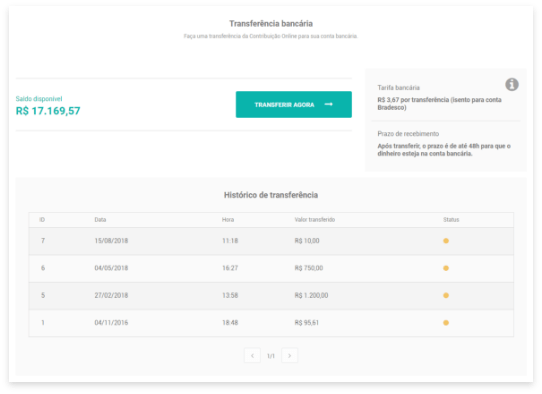 Transferência bancária
Faça uma transferência da Contribuição Online para sua conta bancária.
Saldo disponível
R$ 17.169,57
TRANSFERIR AGORA
Tarifa bancária
R$ 3,67 por transferência (isento para conta
Bradesco)
Prazo de recebimento
Após transferir, o prazo é de até 48h para que o
dinheiro esteja na conta bancária.
Histórico de transferência
ID Data Hora Valor transferido Status
7 15/08/2018 11:18 R$ 10,00
6 04/05/2018 16:27 R$ 750,00
5 27/02/2018 13:58 R$ 1.200,00
1 04/11/2016 18:48 R$ 95,61
1/1